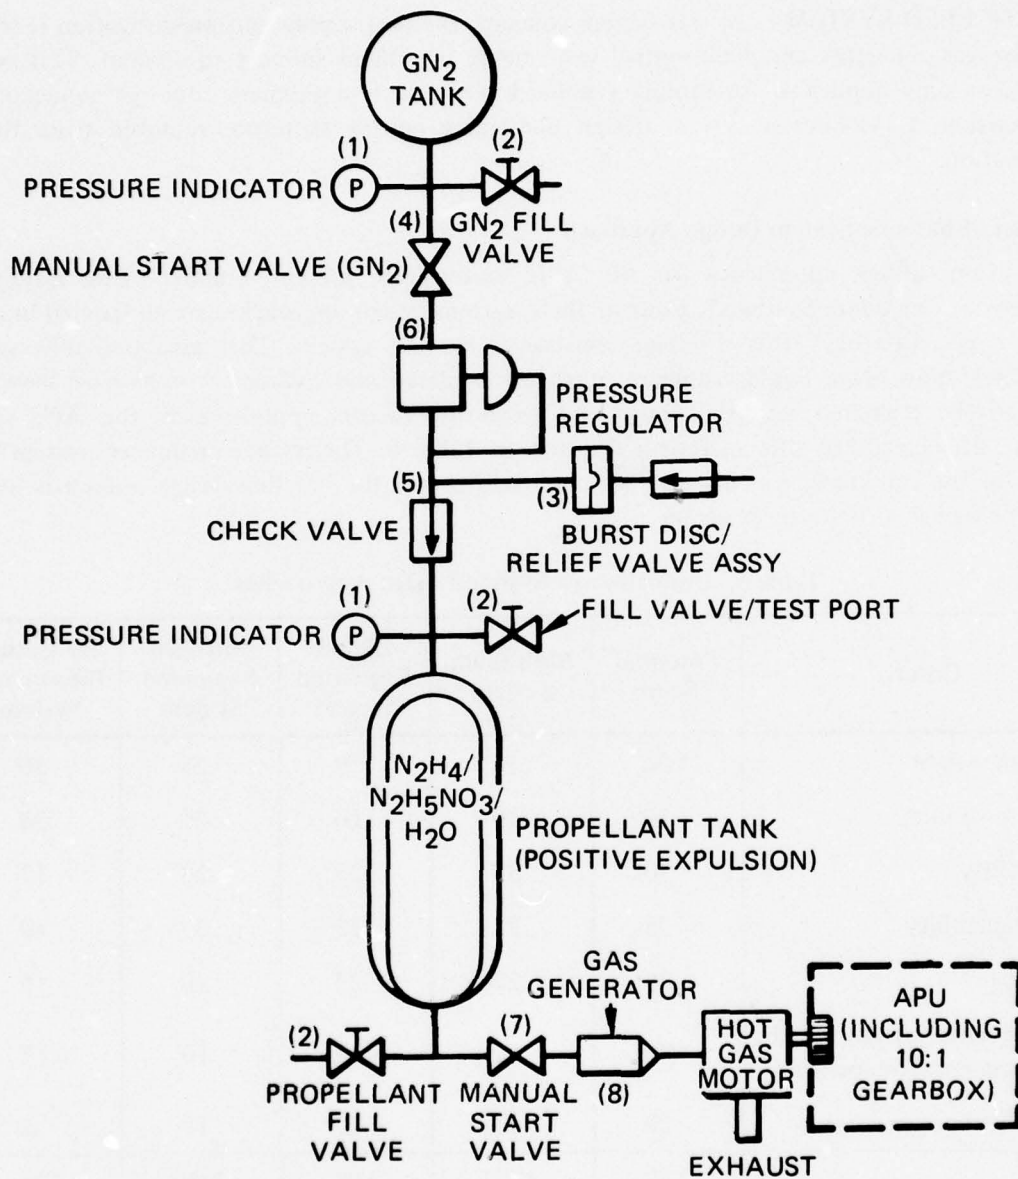 GN2
TANK
(1)
(2)
PRESSURE INDICATOR
P
(4)
GN2 FILL
VALVE
MANUAL START VALVE (GN2)
(6)
PRESSURE
REGULATOR
(5)
(3)
CHECK VALVE
BURST DISC/
RELIEF VALVE ASSY
(1)
(2)
FILL VALVE/TEST PORT
PRESSURE INDICATOR
P
N2H4/
N2H5NO3/
H2O
PROPELLANT TANK
(POSITIVE EXPULSION)
GAS
GENERATOR
APU
(INCLUDING
10:1
GEARBOX)
(2)
(7)
HOT
GAS
MOTOR
(8)
PROPELLANT
FILL
VALVE
MANUAL
START
VALVE
EXHAUST